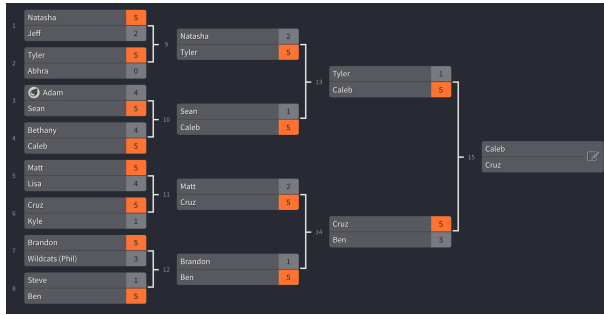 1
Natasha 5
Jeff 2
2
Tyler 5
Abhra 0
3
Adam 4
Sean 5
4
Bethany 4
Caleb 5
5
Matt 5
Lisa 4
6
Cruz 5
Kyle 1
7
Brandon 5
Wildcats (Phil) 3
8
Steve 1
Ben 5
9
Natasha 2
Tyler 5
10
Sean 1
Caleb 5
11
Matt 2
Cruz 5
12
Brandon 1
Ben 5
13
Tyler 1
Caleb 5
14
Cruz 5
Ben 3
15
Caleb
Cruz